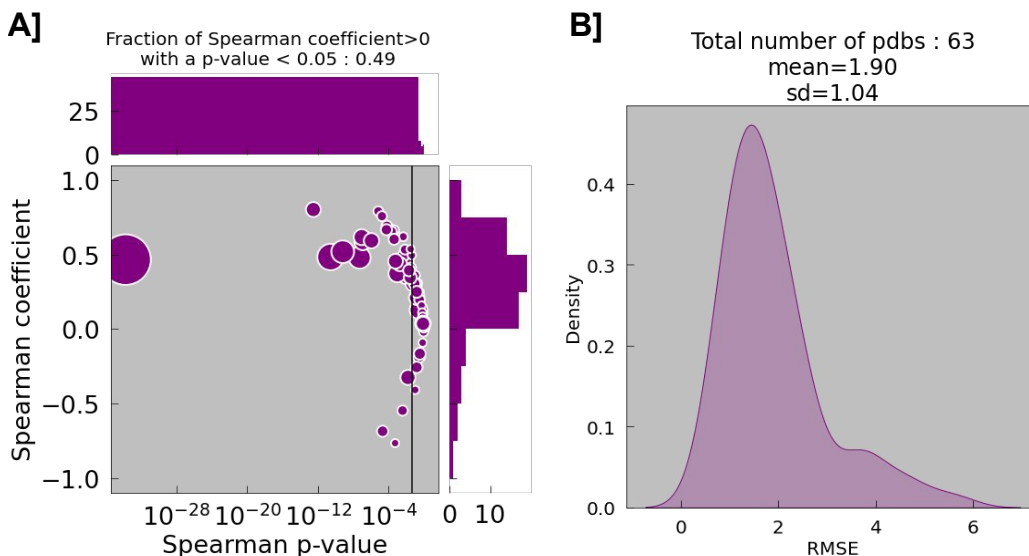 A]
Fraction of Spearman coefficient>0
with a p-value < 0.05 : 0.49
25
0
1.0
0.5
0.0
−0.5
−1.0
Spearman coefficient
10⁻²⁸ 10⁻²⁰ 10⁻¹² 10⁻⁴
Spearman p-value
0 10
B]
Total number of pdbs : 63
mean=1.90
sd=1.04
0.4
0.3
0.2
0.1
0.0
Density
0 2 4 6
RMSE